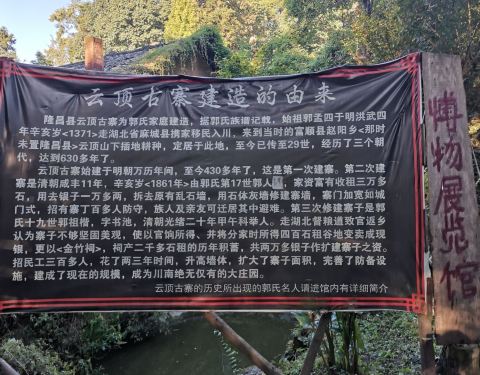 云顶古寨建造的由来
隆昌县云顶古寨为郭氏家庭建造，据郭氏族谱记载，始祖郭孟四于明洪武四
年辛亥岁<1371>走湖北省麻城县携家移民入川，来到当时的富顺县赵阳乡<那时
未置隆昌县>云顶山下插地耕种，定居于此地，至今已传至29世，经历了三个朝
代，达到630多年了。
云顶古寨始建于明朝万历年间，至今430多年了，这是第一次建寨。第二次建
寨是清朝咸丰11年，辛亥岁<1861年>由郭氏第17世郭人，家资富有收租三万多
石。用去银子一万多两，拆去原有乱石墙，用石体灰墙修建寨墙，寨门加宽如城
门式，招有寨丁百多人防守，族人及亲友可迁居其中避难。第三次修建寨子是郭
氏十九世郭祖楷，字书池，清朝光绪二十年甲午科举人。走湖北督粮道致官返乡
认为寨子不够坚固美观，使以官饷所得、并将分家时所得四百石租谷地变卖成现
银，更以<金竹祠>，祠产二千多石租的历年积蓄，共两万多银子作扩建寨子之资。
招民工三百多人，花了两三年时间，升高墙体，扩大了寨子面积，完善了防备设
施，建成了现在的规模，成为川南绝无仅有的大庄园。
云顶古寨的历史所出现的郭氏名人请进馆内有详细简介
博物展览馆